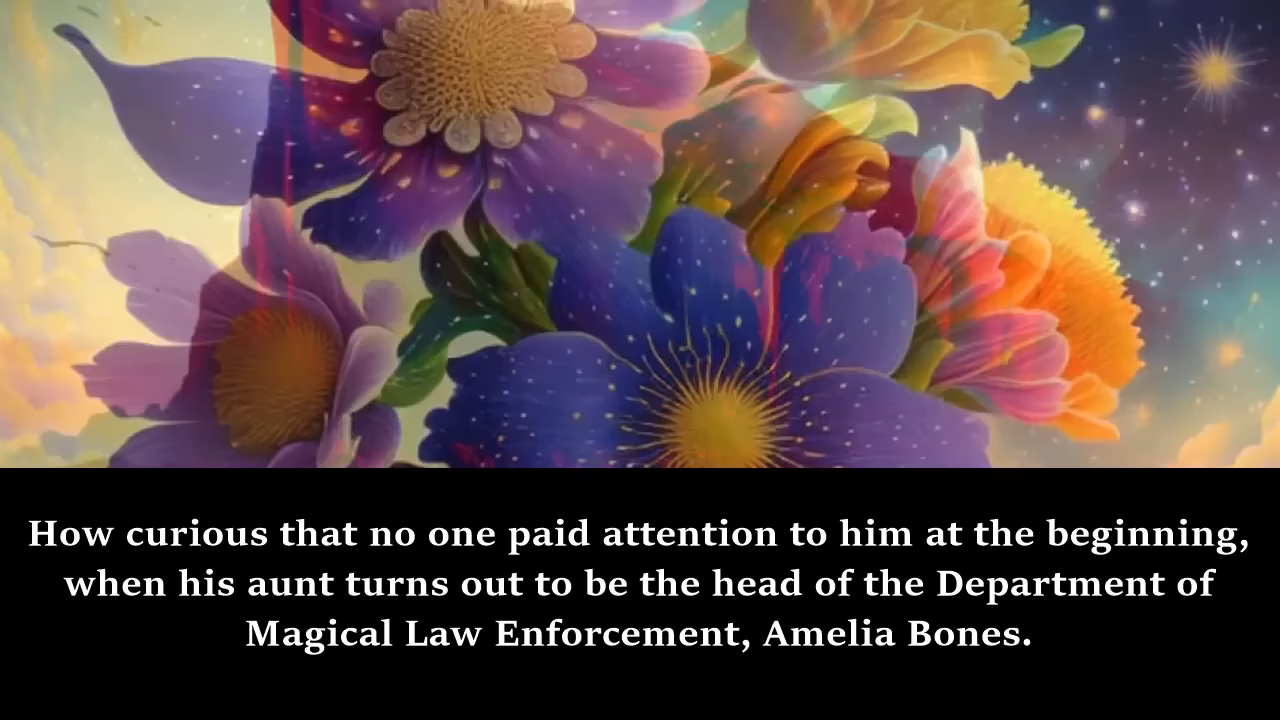 How curious that no one paid attention to him at the beginning,
when his aunt turns out to be the head of the Department of
Magical Law Enforcement, Amelia Bones.